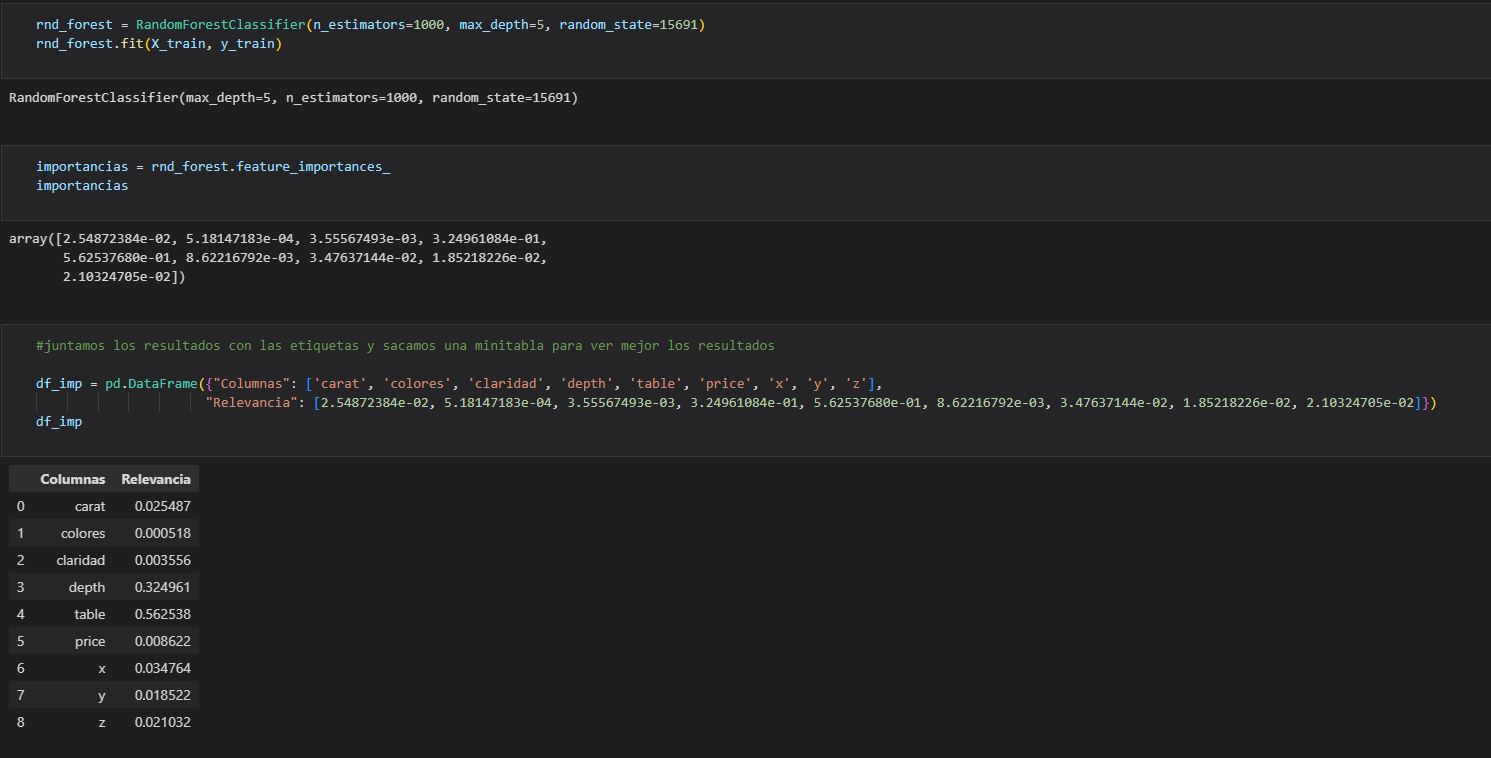 rnd_forest = RandomForestClassifier(n_estimators=1000, max_depth=5, random_state=15691)
rnd_forest.fit(X_train, y_train)
RandomForestClassifier(max_depth=5, n_estimators=1000, random_state=15691)
importancias = rnd_forest.feature_importances_
importancias
array([2.54872384e-02, 5.18147183e-04, 3.55567493e-03, 3.24961084e-01,
5.62537680e-01, 8.62216792e-03, 3.47637144e-02, 1.85218226e-02,
2.10324705e-02])
#juntamos los resultados con las etiquetas y sacamos una minitabla para ver mejor los resultados
df_imp = pd.DataFrame({"Columnas": ['carat', 'colores', 'claridad', 'depth', 'table', 'price', 'x', 'y', 'z'],
"Relevancia": [2.54872384e-02, 5.18147183e-04, 3.55567493e-03, 3.24961084e-01, 5.62537680e-01, 8.62216792e-03, 3.47637144e-02, 1.85218226e-02, 2.10324705e-02]})
df_imp
Columnas Relevancia
0 carat 0.025487
1 colores 0.000518
2 claridad 0.003556
3 depth 0.324961
4 table 0.562538
5 price 0.008622
6 x 0.034764
7 y 0.018522
8 z 0.021032